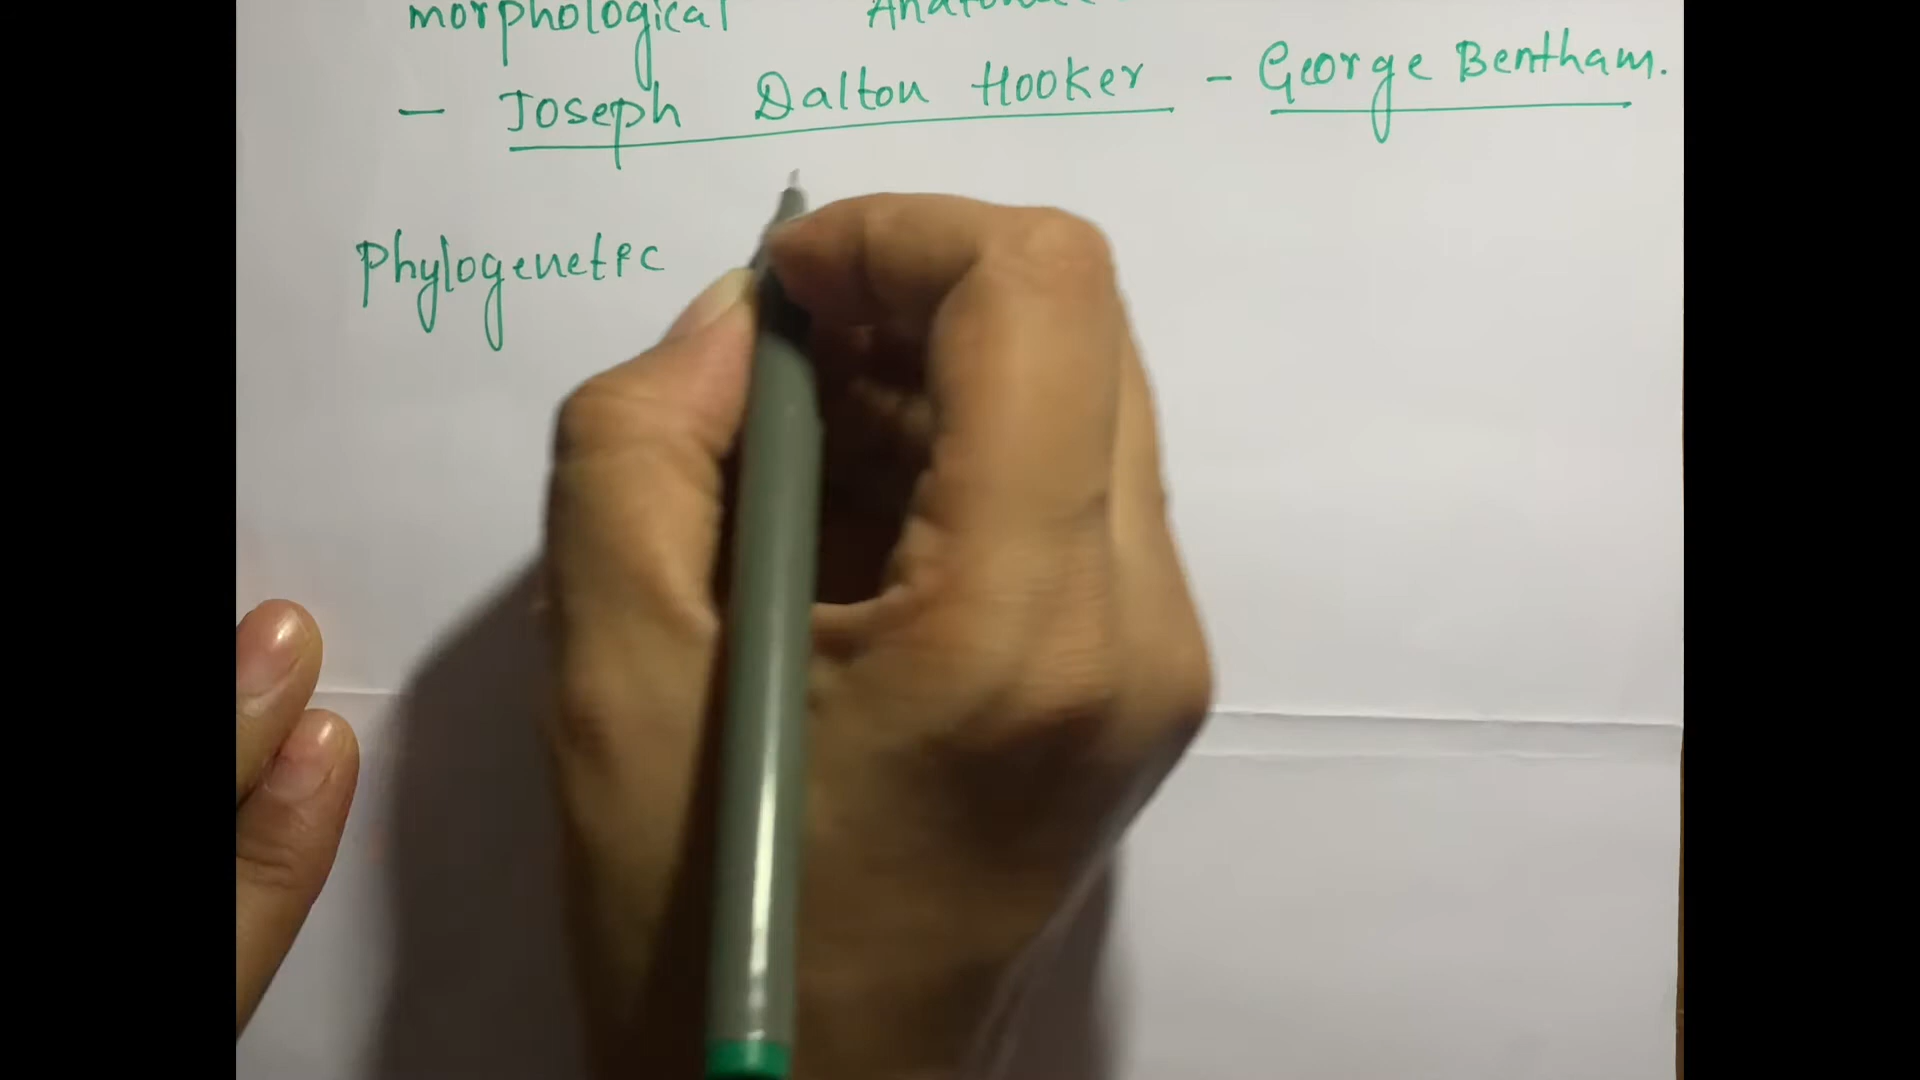 morphological
- Joseph Dalton Hooker - George Bentham.
Phylogenetic